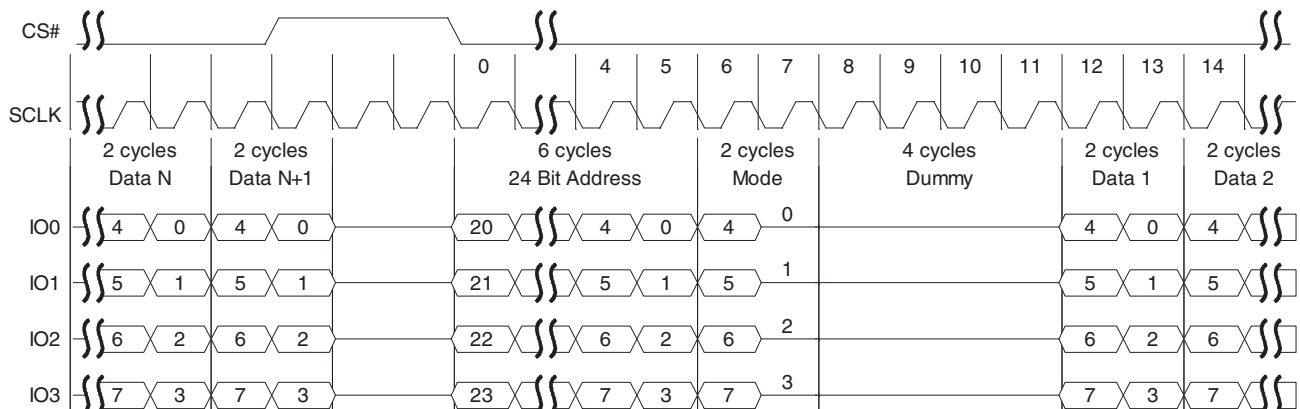 CS#
0 4 5 6 7 8 9 10 11 12 13 14
SCLK
2 cycles 2 cycles 6 cycles 2 cycles 4 cycles 2 cycles 2 cycles
Data N Data N+1 24 Bit Address Mode Dummy Data 1 Data 2
IO0 4 0 4 0 20 4 0 4 0 4 0 4
IO1 5 1 5 1 21 5 1 5 1 5 1 5
IO2 6 2 6 2 22 6 2 6 2 6 2 6
IO3 7 3 7 3 23 7 3 7 3 7 3 7